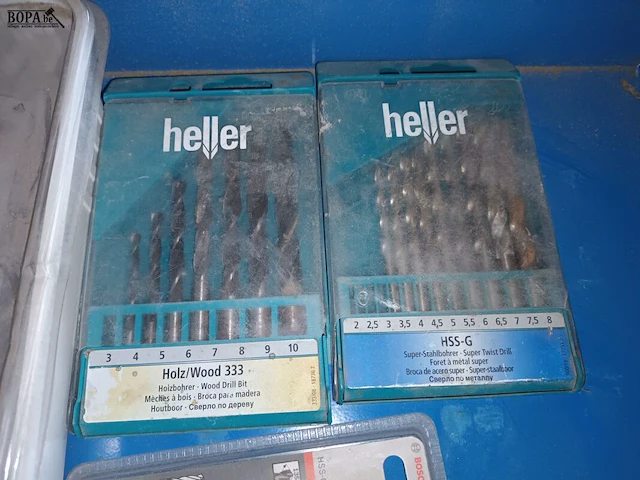 BOPA.be
heller
3 4 5 6 7 8 9 10
Holz/Wood 333
Holzbohrer - Wood Drill Bit
Mèches à bois - Broca para madera
Houtboor - Сверло по дереву
heller
2 2,5 3 3,5 4 4,5 5 5,5 6 6,5 7 7,5 8
HSS-G
Super-Stahlbohrer - Super Twist Drill
Foret à métal super
Broca de acero super - Super-staalboor
Сверло по металлу
HSS-
BOSCH